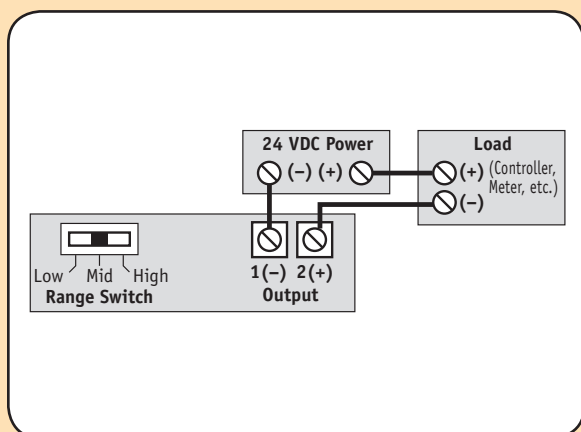 24 VDC Power
(–) (+)
Load
(+) (Controller,
Meter, etc.)
(–)
1(–) 2(+)
Output
Low Mid High
Range Switch